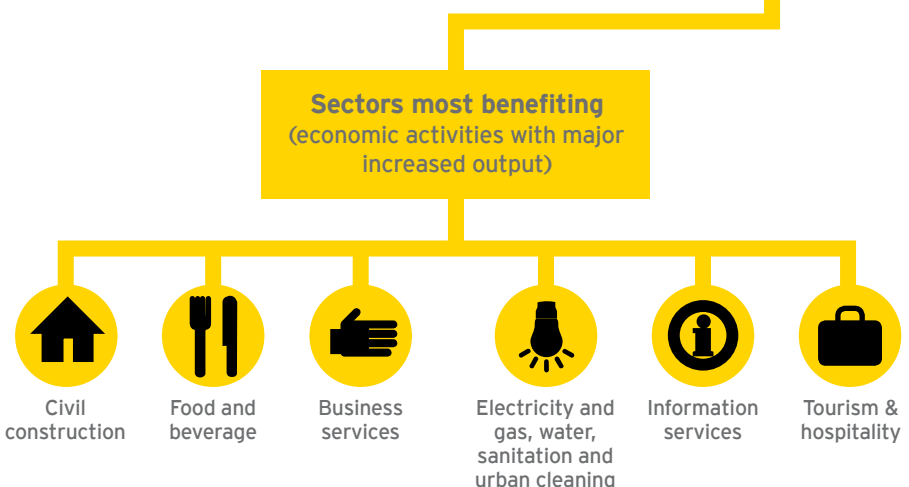 Sectors most benefiting
(economic activities with major
increased output)
Civil
construction
Food and
beverage
Business
services
Electricity and
gas, water,
sanitation and
urban cleaning
Information
services
Tourism &
hospitality